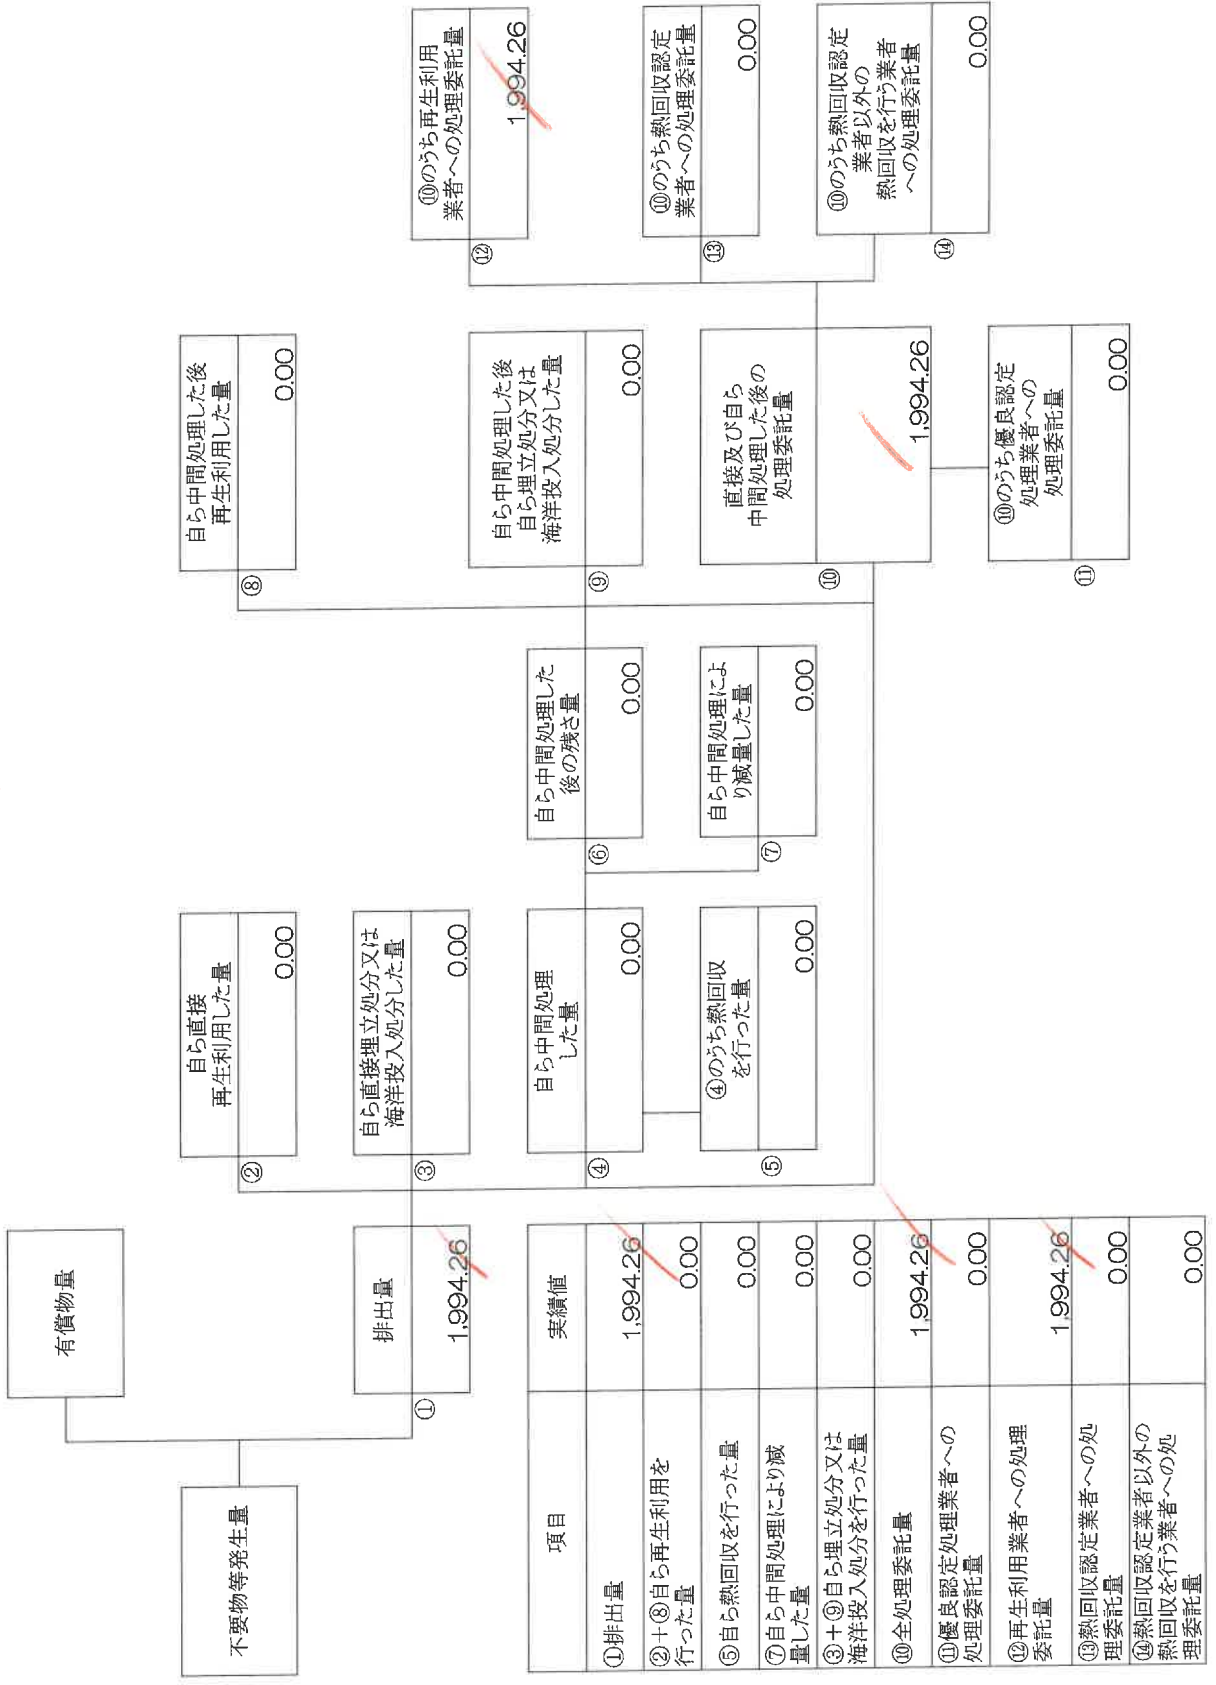 不要物等発生量
有償物量
①
排出量
1,994.26
②
自ら直接
再生利用した量
0.00
③
自ら直接埋立処分又は
海洋投入処分した量
0.00
④
自ら中間処理
した量
0.00
⑤
④のうち熱回収
を行った量
0.00
⑥
自ら中間処理した
後の残さ量
0.00
⑦
自ら中間処理によ
り減量した量
0.00
⑧
自ら中間処理した後
再生利用した量
0.00
⑨
自ら中間処理した後
自ら埋立処分又は
海洋投入処分した量
0.00
⑩
直接及び自ら
中間処理した後の
処理委託量
1,994.26
⑪
⑩のうち優良認定
処理業者への
処理委託量
0.00
⑫
⑩のうち再生利用
業者への処理委託量
1,994.26
⑬
⑩のうち熱回収認定
業者への処理委託量
0.00
⑭
⑩のうち熱回収認定
業者以外の
熱回収を行う業者
への処理委託量
0.00
項目 実績値
①排出量 1,994.26
②+⑧自ら再生利用を
行った量 0.00
⑤自ら熱回収を行った量 0.00
⑦自ら中間処理により減
量した量 0.00
③+⑨自ら埋立処分又は
海洋投入処分を行った量 0.00
⑩全処理委託量 1,994.26
⑪優良認定処理業者への
処理委託量 0.00
⑫再生利用業者への処理
委託量 1,994.26
⑬熱回収認定業者への処
理委託量 0.00
⑭熱回収認定業者以外の
熱回収を行う業者への処
理委託量 0.00